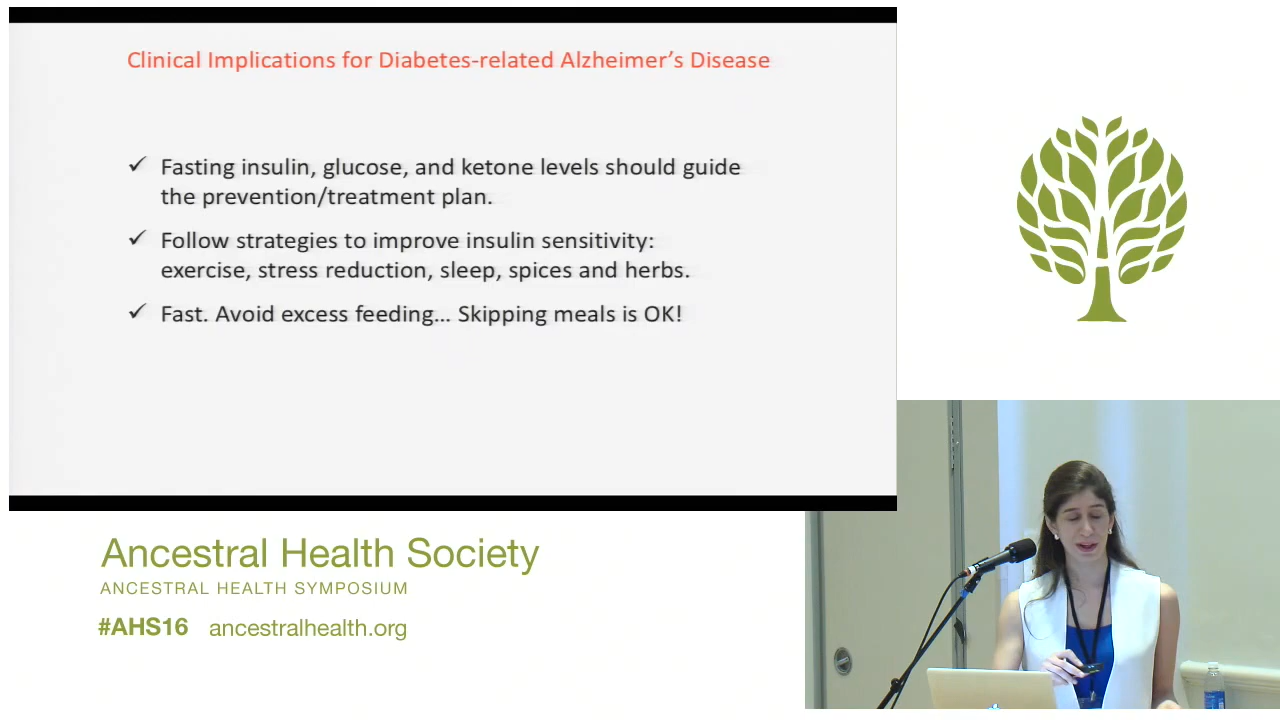 Clinical Implications for Diabetes-related Alzheimer's Disease
✓ Fasting insulin, glucose, and ketone levels should guide
the prevention/treatment plan.
✓ Follow strategies to improve insulin sensitivity:
exercise, stress reduction, sleep, spices and herbs.
✓ Fast. Avoid excess feeding... Skipping meals is OK!
Ancestral Health Society
ANCESTRAL HEALTH SYMPOSIUM
#AHS16 ancestralhealth.org